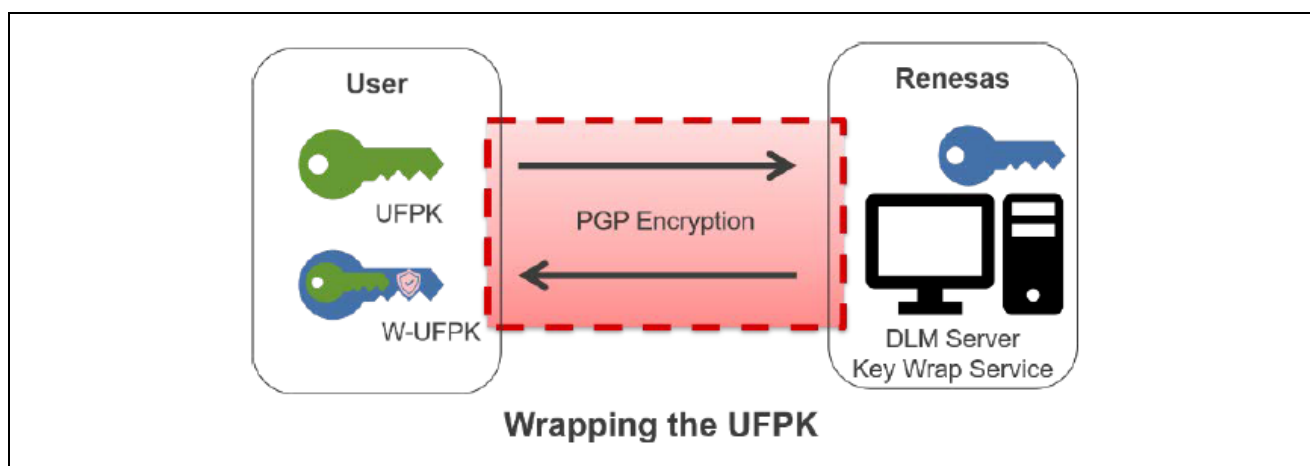 User
Renesas
UFPK
PGP Encryption
W-UFPK
DLM Server
Key Wrap Service
Wrapping the UFPK